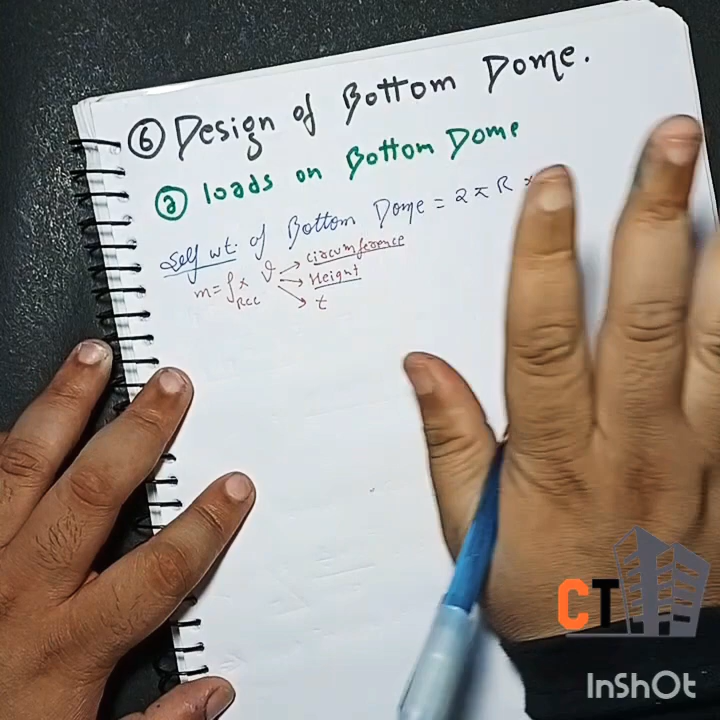 ⑥ Design of Bottom Dome.
ⓐ loads on Bottom Dome
Self wt. of Bottom Dome = 2πR ×
m = ρ_RCC × ϑ → circumference
→ Height
→ t
CT
InShOt